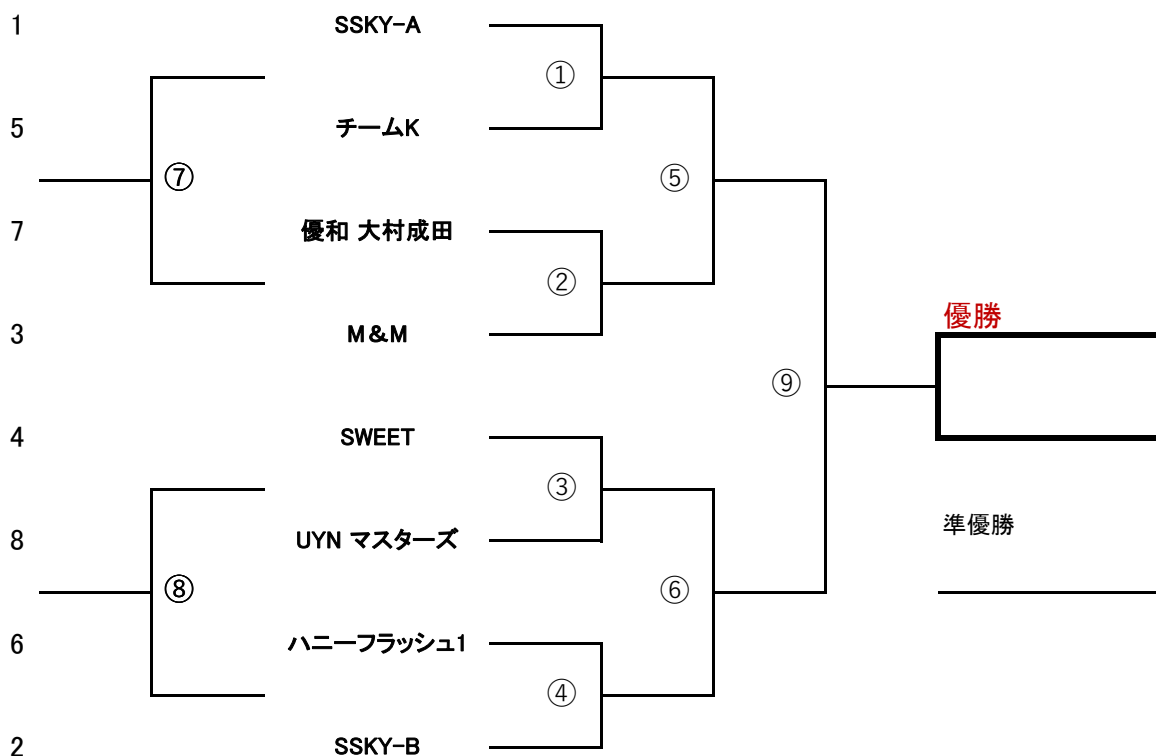 1 SSKY-A
①
5 チームK
⑦ ⑤
7 優和 大村成田
②
優勝
3 M&M
⑨
4 SWEET
③
準優勝
8 UYN マスターズ
⑧ ⑥
6 ハニーフラッシュ1
④
2 SSKY-B